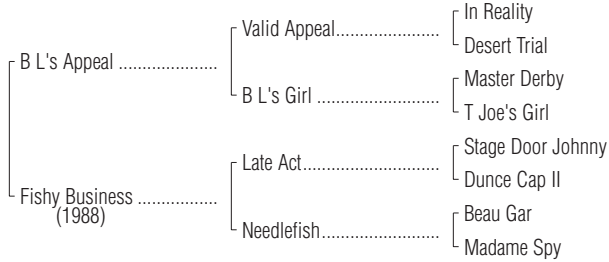 In Reality
Valid Appeal
Desert Trial
B L's Appeal
Master Derby
B L's Girl
T Joe's Girl
Stage Door Johnny
Late Act
Dunce Cap II
Fishy Business
(1988)
Beau Gar
Needlefish
Madame Spy